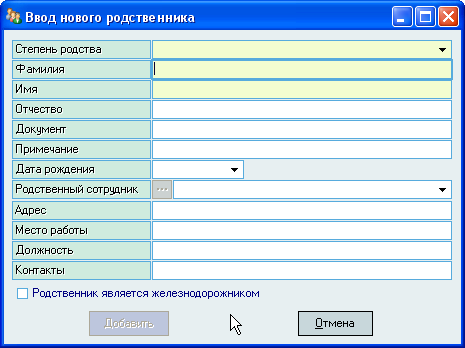 Ввод нового родственника
Степень родства
Фамилия
Имя
Отчество
Документ
Примечание
Дата рождения
Родственный сотрудник ...
Адрес
Место работы
Должность
Контакты
Родственник является железнодорожником
Добавить Отмена